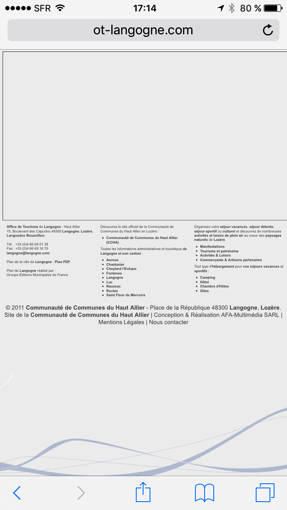 SFR 17:14 80 %
ot-langogne.com
Office de Tourisme de Langogne - Haut Allier
15, Boulevard des Capucins 48300 Langogne, Lozère,
Languedoc Roussillon.
Tél. : +33 (0)4 66 69 01 38
Fax : +33 (0)4 66 69 16 79
langogne@langogne.com
Plan de la ville de Langogne : Plan PDF
Site de Langogne réalisé par :
Groupe Éditions Municipales de France
Découvrez le site officiel de la Communauté de
Communes du Haut Allier en Lozère :
Communauté de Communes du Haut Allier
(CCHA)
Toutes les informations administratives et touristiques de
Langogne et son canton :
Auroux
Chastanier
Cheylard l'Evêque
Fontanes
Langogne
Luc
Naussac
Rocles
Saint Flour de Mercoire
Organisez votre séjour vacances, séjour détente,
séjour sportif ou culturel et découvrez de nombreuses
activités et loisirs de plein air au coeur des paysages
naturels de Lozère.
Manifestations
Tourisme et patrimoine
Activités & Loisirs
Commerçants & Artisans partenaires
Tout type d'hébergement pour vos séjours vacances et
sportifs :
Camping
Hôtel
Chambre d'Hôtes
Gîtes
© 2011 Communauté de Communes du Haut Allier - Place de la République 48300 Langogne, Lozère.
Site de la Communauté de Communes du Haut Allier | Conception & Réalisation AFA-Multimédia SARL |
Mentions Légales | Nous contacter